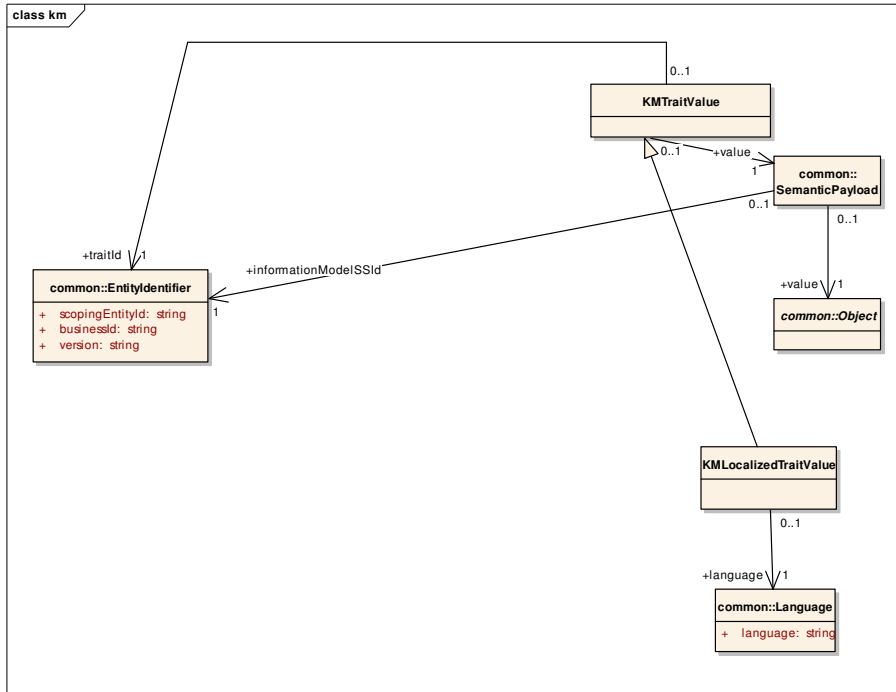 class km
0..1
KMTraitValue
0..1
+value
1
common::
SemanticPayload
0..1
0..1
+traitId
1
+informationModelSSId
1
common::EntityIdentifier
+ scopingEntityId: string
+ businessId: string
+ version: string
+value
1
common::Object
KMLocalizedTraitValue
0..1
+language
1
common::Language
+ language: string